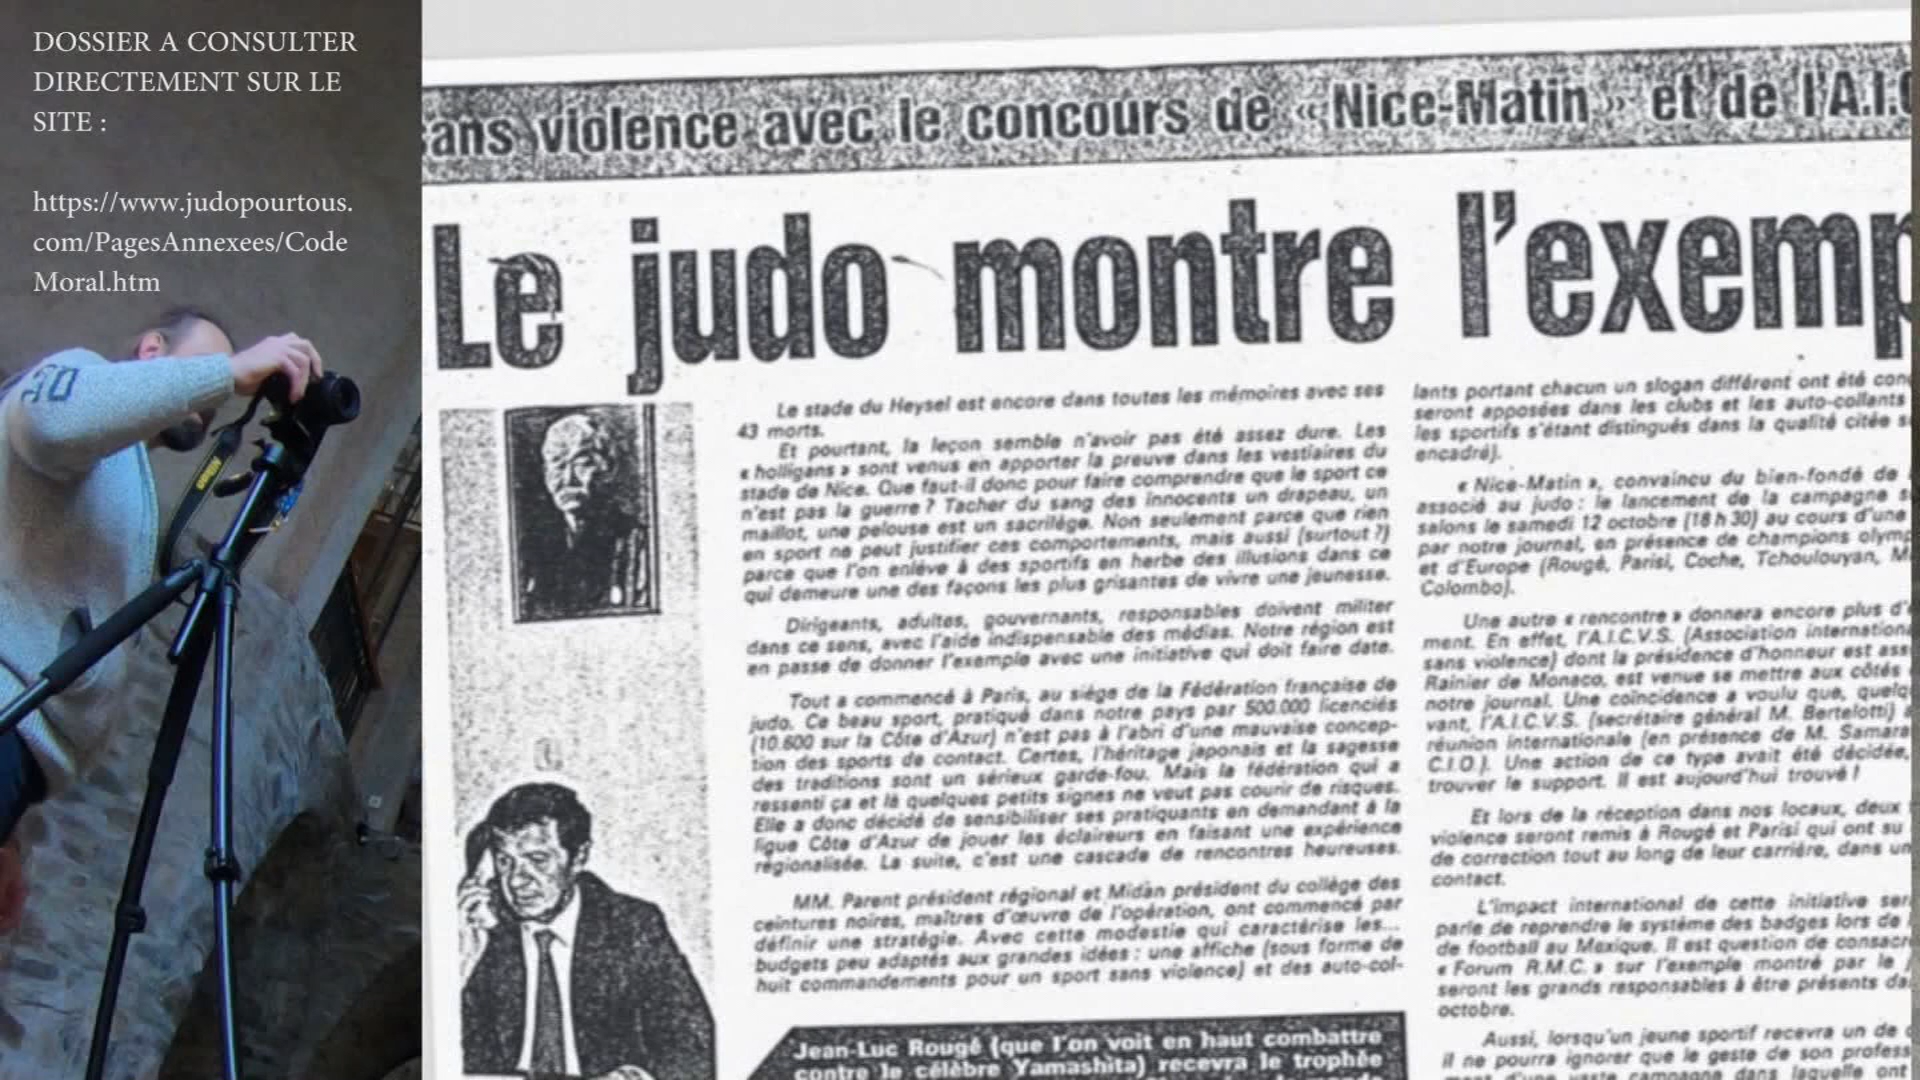 DOSSIER A CONSULTER
DIRECTEMENT SUR LE
SITE :
https://www.judopourtous.
com/PagesAnnexees/Code
Moral.htm
30
Nikon
ans violence avec le concours de « Nice-Matin » et de l'A.I.C
Le judo montre l'exemp
Le stade du Heysel est encore dans toutes les mémoires avec ses
43 morts.
Et pourtant, la leçon semble n'avoir pas été assez dure. Les
« holligans » sont venus en apporter la preuve dans les vestiaires du
stade de Nice. Que faut-il donc pour faire comprendre que le sport ce
n'est pas la guerre ? Tacher du sang des innocents un drapeau, un
maillot, une pelouse est un sacrilège. Non seulement parce que rien
en sport ne peut justifier ces comportements, mais aussi (surtout ?)
parce que l'on enlève à des sportifs en herbe des illusions dans ce
qui demeure une des façons les plus grisantes de vivre une jeunesse.
Dirigeants, adultes, gouvernants, responsables doivent militer
dans ce sens, avec l'aide indispensable des médias. Notre région est
en passe de donner l'exemple avec une initiative qui doit faire date.
Tout a commencé à Paris, au siège de la Fédération française de
judo. Ce beau sport, pratiqué dans notre pays par 500.000 licenciés
(10.600 sur la Côte d'Azur) n'est pas à l'abri d'une mauvaise concep-
tion des sports de contact. Certes, l'héritage japonais et la sagesse
des traditions sont un sérieux garde-fou. Mais la fédération qui a
ressenti ça et là quelques petits signes ne veut pas courir de risques.
Elle a donc décidé de sensibiliser ses pratiquants en demandant à la
ligue Côte d'Azur de jouer les éclaireurs en faisant une expérience
régionalisée. La suite, c'est une cascade de rencontres heureuses.
MM. Parent président régional et Midan président du collège des
ceintures noires, maîtres d'œuvre de l'opération, ont commencé par
définir une stratégie. Avec cette modestie qui caractérise les...
budgets peu adaptés aux grandes idées : une affiche (sous forme de
huit commandements pour un sport sans violence) et des auto-col-
Jean-Luc Rougé (que l'on voit en haut combattre
contre le célèbre Yamashita) recevra le trophée
lants portant chacun un slogan différent ont été con
seront apposées dans les clubs et les auto-collants
les sportifs s'étant distingués dans la qualité citée
encadré).
« Nice-Matin », convaincu du bien-fondé de
associé au judo : le lancement de la campagne
salons le samedi 12 octobre (18 h 30) au cours d'une
par notre journal, en présence de champions olymp
et d'Europe (Rougé, Parisi, Coche, Tchoulouyan, M
Colombo).
Une autre « rencontre » donnera encore plus d'
ment. En effet, l'A.I.C.V.S. (Association internation
sans violence) dont la présidence d'honneur est ass
Rainier de Monaco, est venue se mettre aux côtés
notre journal. Une coïncidence a voulu que, quelq
vant, l'A.I.C.V.S. (secrétaire général M. Bertelotti)
réunion internationale (en présence de M. Samara
C.I.O.). Une action de ce type avait été décidée,
trouver le support. Il est aujourd'hui trouvé !
Et lors de la réception dans nos locaux, deux
violence seront remis à Rougé et Parisi qui ont su
de correction tout au long de leur carrière, dans un
contact.
L'impact international de cette initiative ser
parle de reprendre le système des badges lors de
de football au Mexique. Il est question de consacr
« Forum R.M.C. » sur l'exemple montré par le
seront les grands responsables à être présents da
octobre.
Aussi, lorsqu'un jeune sportif recevra un de
il ne pourra ignorer que le geste de son profess
ment d'une vaste campagne dans laquelle ont